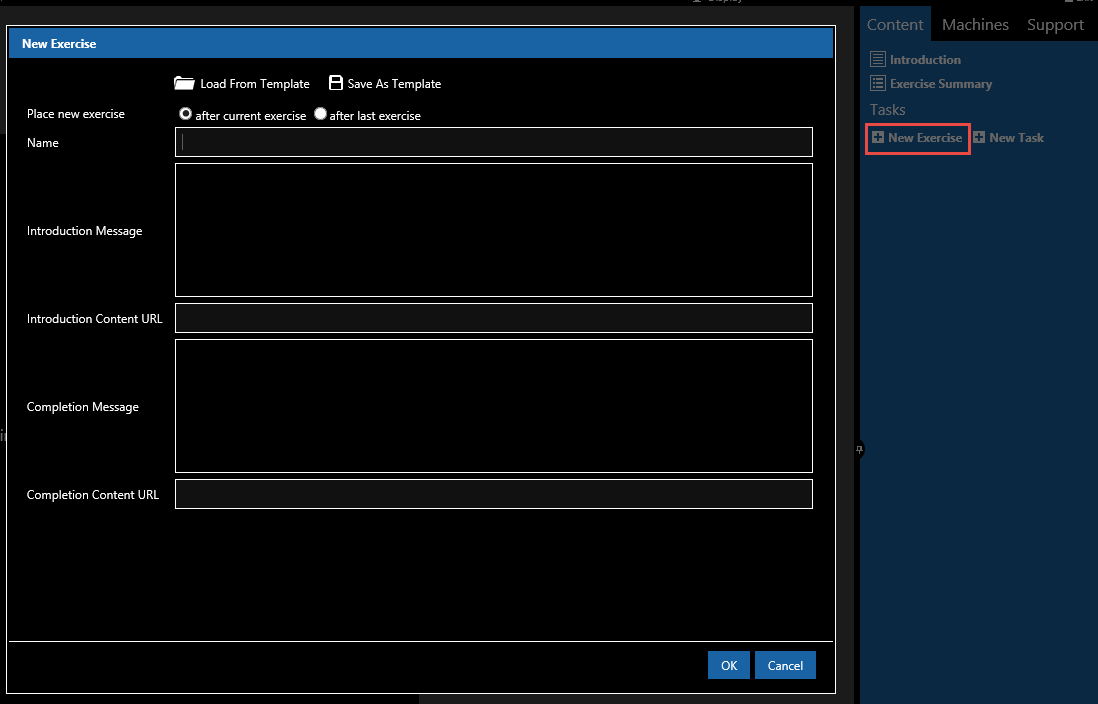 New Exercise
Load From Template Save As Template
Place new exercise after current exercise after last exercise
Name
Introduction Message
Introduction Content URL
Completion Message
Completion Content URL
OK Cancel
Content Machines Support
Introduction
Exercise Summary
Tasks
New Exercise New Task